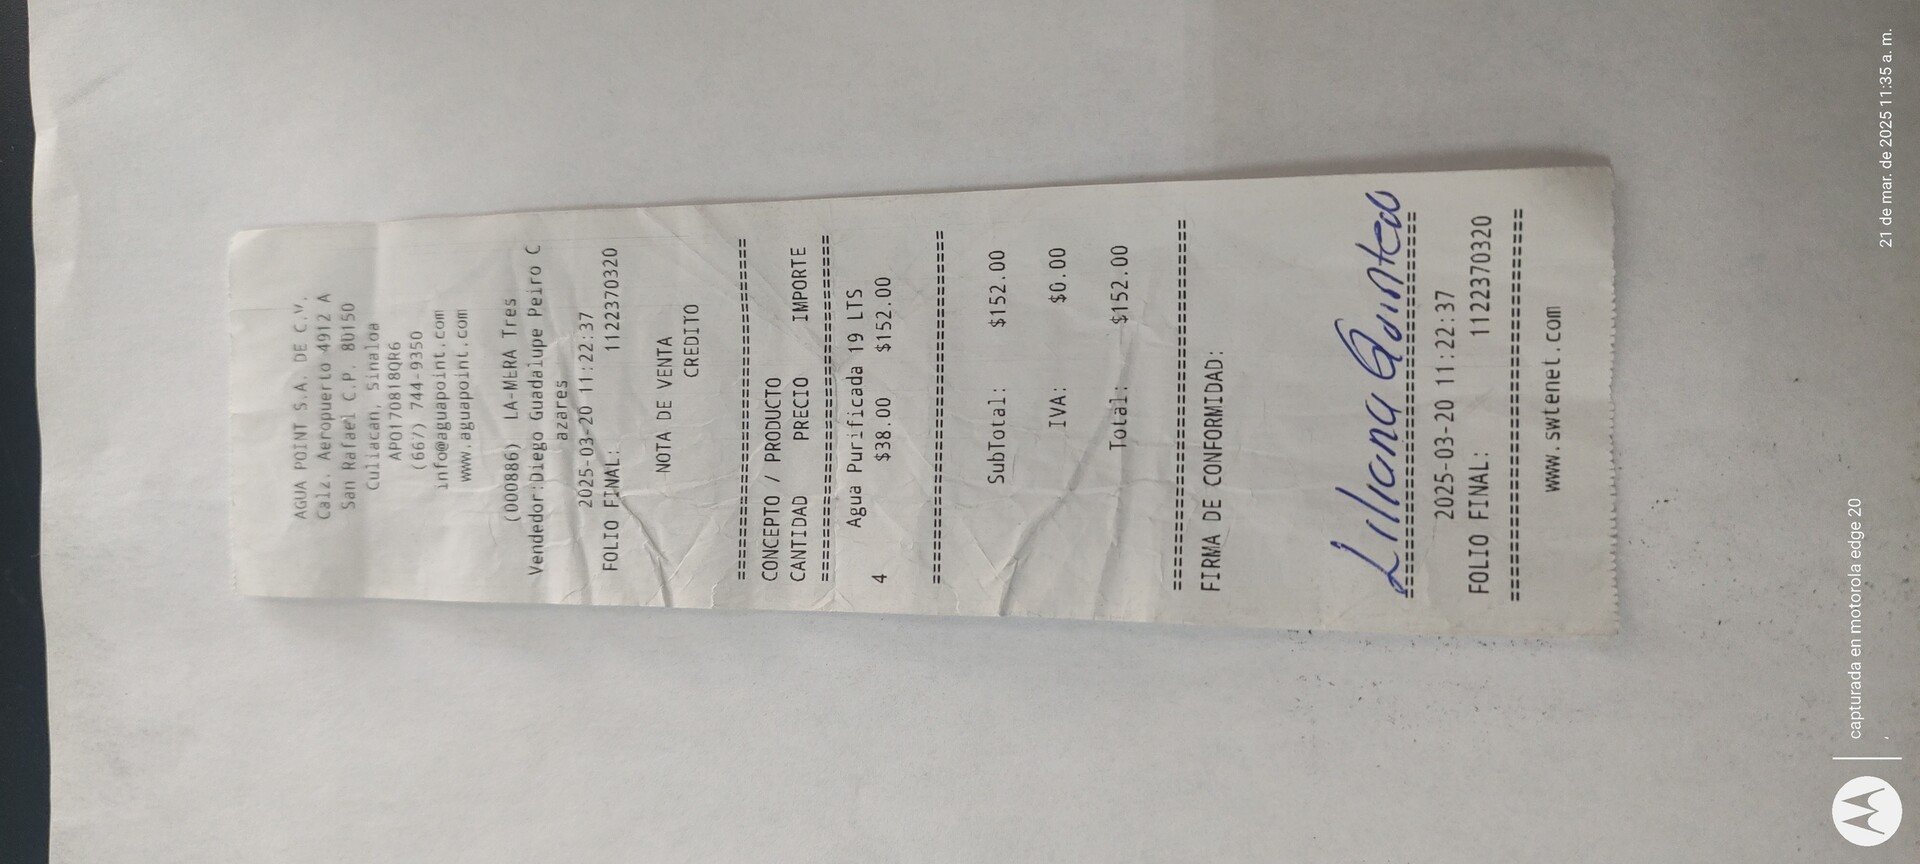 AGUA POINT S.A. DE C.V.
Calz. Aeropuerto 4912 A
San Rafael C.P. 80150
Culiacan, Sinaloa
APO170818QR6
(667) 744-9350
info@aguapoint.com
www.aguapoint.com
(000886) LA-MERA Tres
Vendedor:Diego Guadalupe Peiro C
azares
2025-03-20 11:22:37
FOLIO FINAL: 1122370320
NOTA DE VENTA
CREDITO
================================
CONCEPTO / PRODUCTO
CANTIDAD PRECIO IMPORTE
================================
Agua Purificada 19 LTS
4 $38.00 $152.00
================================
SubTotal: $152.00
IVA: $0.00
Total: $152.00
================================
FIRMA DE CONFORMIDAD:
Liliana Quintero
================================
2025-03-20 11:22:37
FOLIO FINAL: 1122370320
================================
www.swtenet.com
capturada en motorola edge 20
21 de mar. de 2025 11:35 a. m.